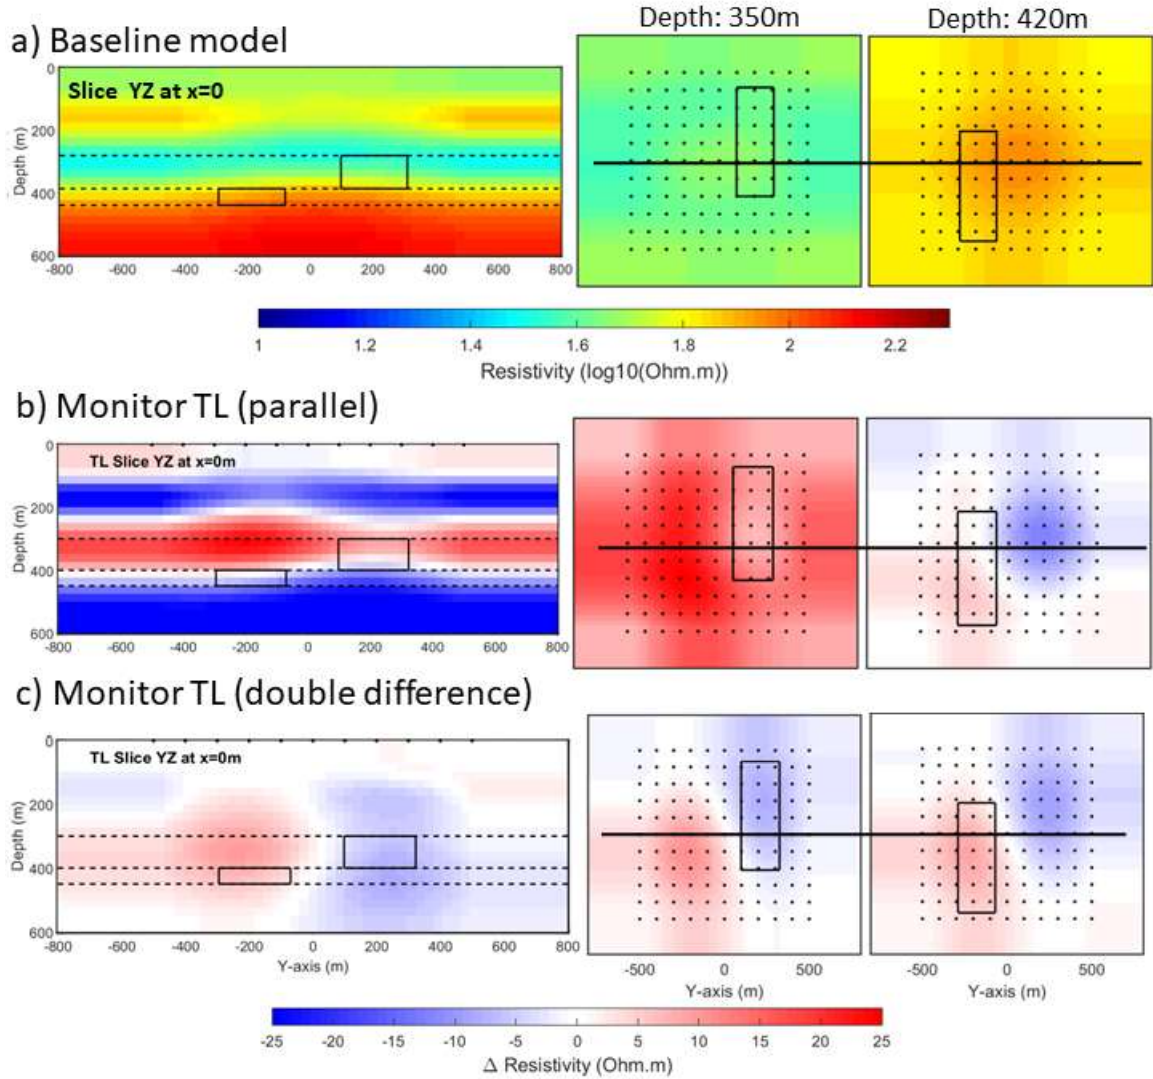 Depth: 350m
Depth: 420m
a) Baseline model
Slice YZ at x=0
0
200
400
600
Depth (m)
-800 -600 -400 -200 0 200 400 600 800
1 1.2 1.4 1.6 1.8 2 2.2
Resistivity (log10(Ohm.m))
b) Monitor TL (parallel)
TL Slice YZ at x=0m
0
200
400
600
Depth (m)
-800 -600 -400 -200 0 200 400 600 800
c) Monitor TL (double difference)
TL Slice YZ at x=0m
0
200
400
600
Depth (m)
-800 -600 -400 -200 0 200 400 600 800
Y-axis (m)
-500 0 500
Y-axis (m)
-500 0 500
Y-axis (m)
-25 -20 -15 -10 -5 0 5 10 15 20 25
Δ Resistivity (Ohm.m)